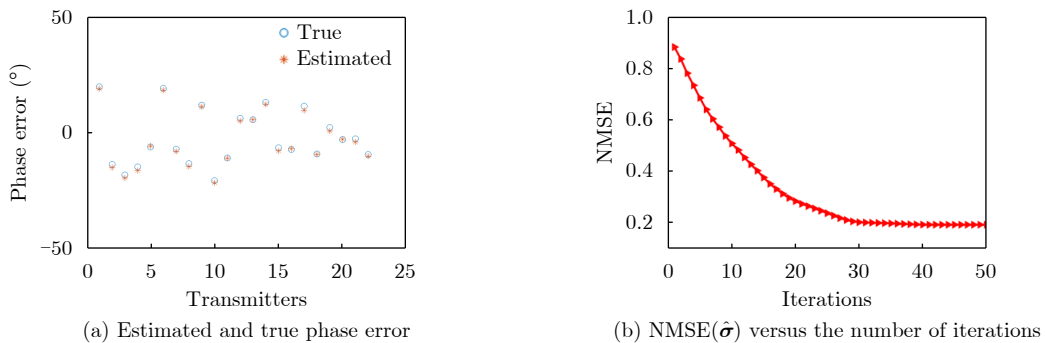 50
0
−50
Phase error (°)
True
Estimated
0
5
10
15
20
25
Transmitters
(a) Estimated and true phase error
1.0
0.8
0.6
0.4
0.2
NMSE
0
10
20
30
40
50
Iterations
(b) NMSE(σ̂) versus the number of iterations